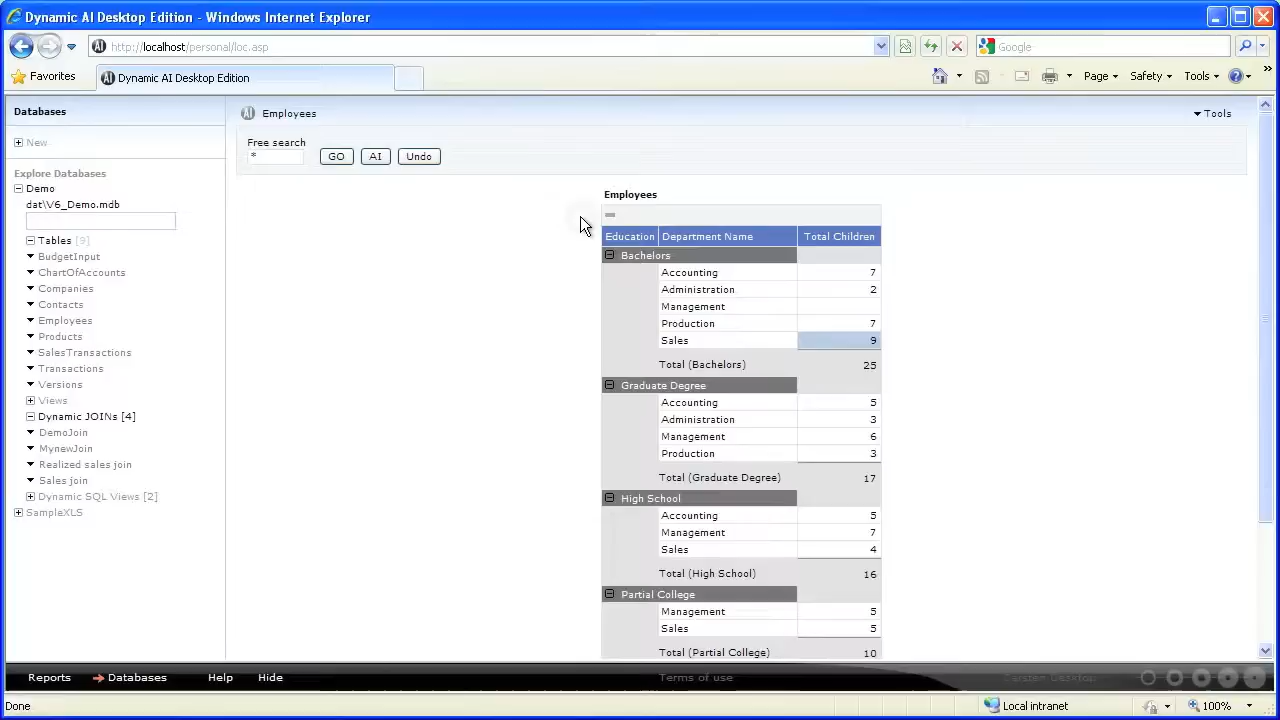 Dynamic AI Desktop Edition - Windows Internet Explorer
http://localhost/personal/loc.asp
Google
Favorites
Dynamic AI Desktop Edition
Page
Safety
Tools
Databases
Employees
Tools
New
Free search
*
GO
AI
Undo
Explore Databases
Demo
dat\V6_Demo.mdb
Tables [9]
BudgetInput
ChartOfAccounts
Companies
Contacts
Employees
Products
SalesTransactions
Transactions
Versions
Views
Dynamic JOINs [4]
DemoJoin
MynewJoin
Realized sales join
Sales join
Dynamic SQL Views [2]
SampleXLS
Employees
Education Department Name Total Children
Bachelors
Accounting 7
Administration 2
Management
Production 7
Sales 9
Total (Bachelors) 25
Graduate Degree
Accounting 5
Administration 3
Management 6
Production 3
Total (Graduate Degree) 17
High School
Accounting 5
Management 7
Sales 4
Total (High School) 16
Partial College
Management 5
Sales 5
Total (Partial College) 10
Reports Databases Help Hide Terms of use Carsten Desktop
Done Local intranet 100%